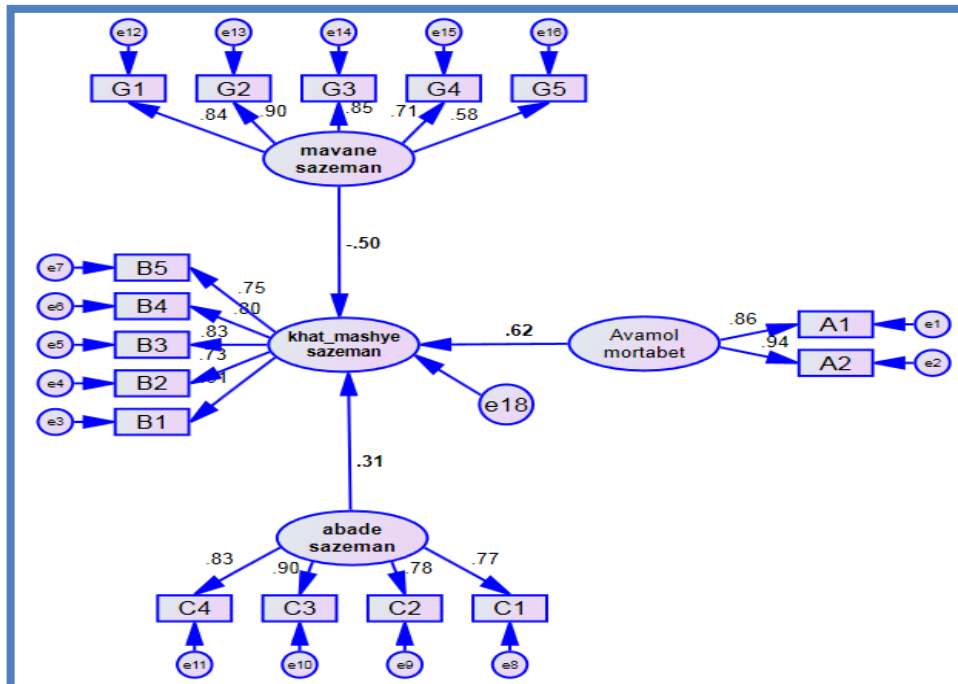 e12 e13 e14 e15 e16
G1 G2 G3 G4 G5
.84 .90 .85 .71 .58
mavane
sazeman
-.50
e7 B5 .75
e6 B4 .80
e5 B3 .83
e4 B2 .73
e3 B1
khat_mashye
sazeman
.62
Avamol
mortabet
.86 A1 e1
.94 A2 e2
e18
.31
abade
sazeman
.83 .90 .78 .77
C4 C3 C2 C1
e11 e10 e9 e8